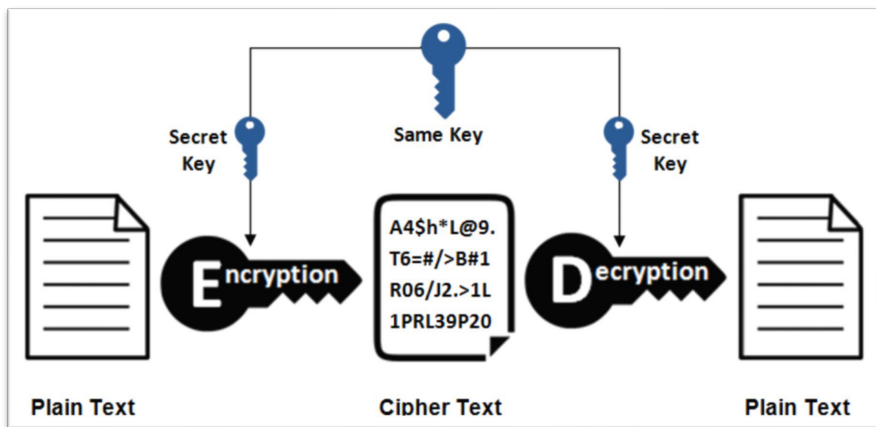 Same Key
Secret
Key
Secret
Key
Encryption
A4$h*L@9.
T6=#/>B#1
R06/J2.>1L
1PRL39P20
Decryption
Plain Text
Cipher Text
Plain Text